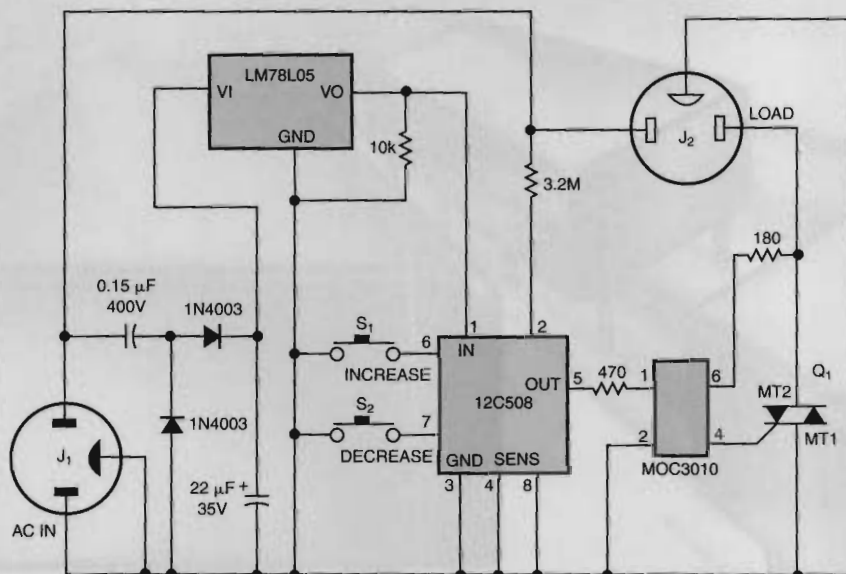 LM78L05
VI
VO
GND
10k
LOAD
J2
3.2M
180
0.15 µF
400V
1N4003
S1
6
1
2
IN
INCREASE
OUT
5
470
1
6
Q1
12C508
MT2
1N4003
S2
7
DECREASE
2
4
MT1
J1
GND
SENS
MOC3010
22 µF +
35V
3
4
8
AC IN